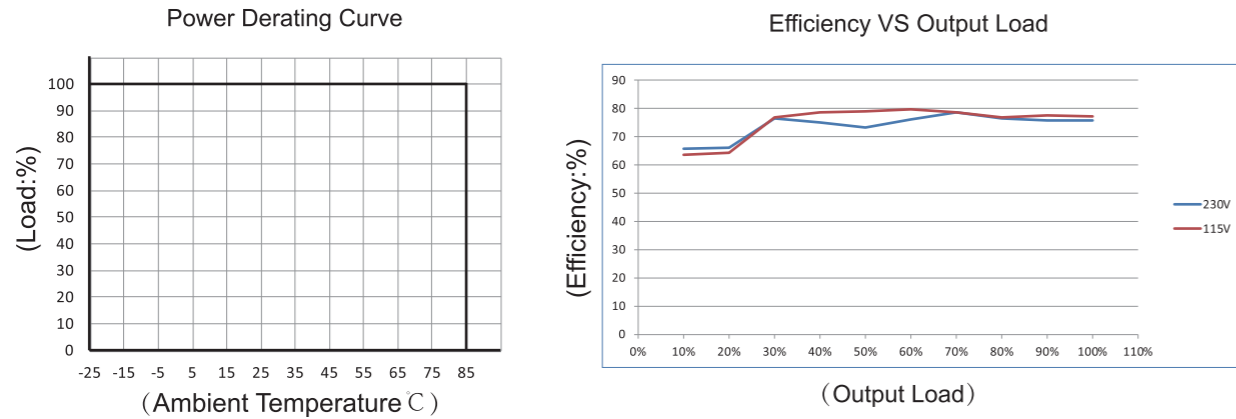 Power Derating Curve
(Load:%)
100
90
80
70
60
50
40
30
20
10
0
-25 -15 -5 5 15 25 35 45 55 65 75 85
(Ambient Temperature℃)
Efficiency VS Output Load
(Efficiency:%)
90
80
70
60
50
40
30
20
10
0
0% 10% 20% 30% 40% 50% 60% 70% 80% 90% 100% 110%
230V
115V
(Output Load)